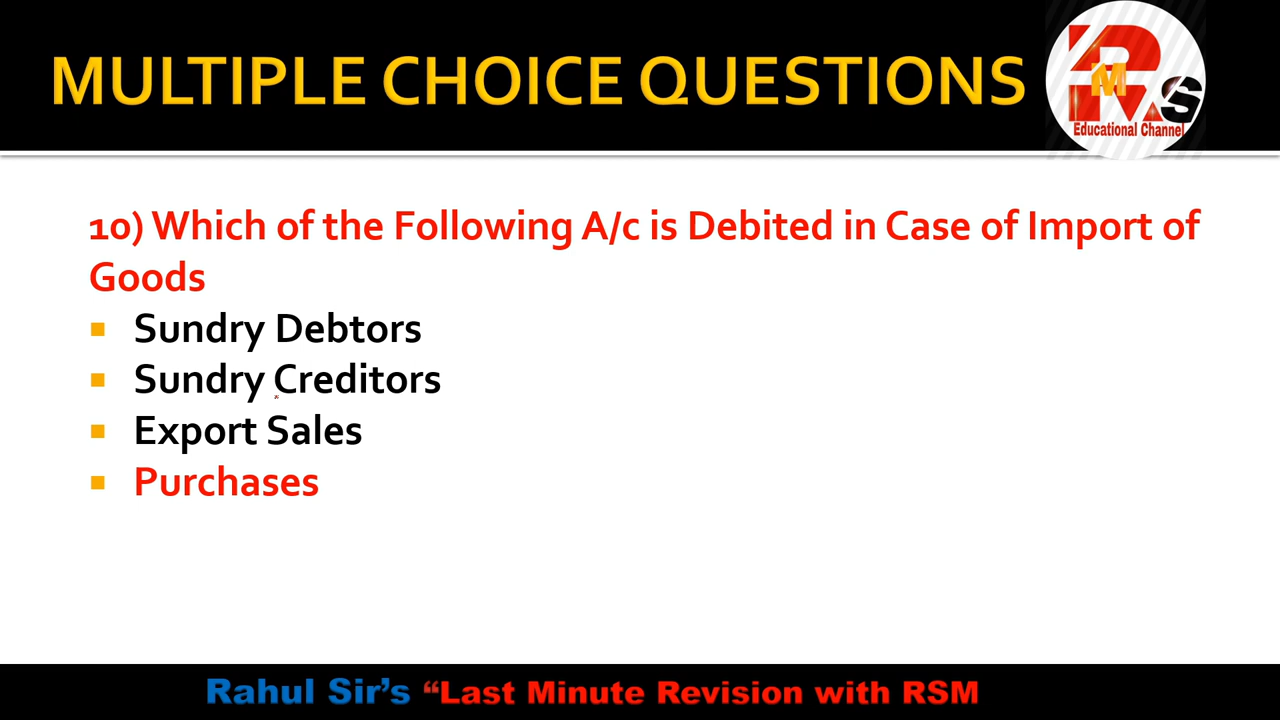 MULTIPLE CHOICE QUESTIONS
RMS
Educational Channel
10) Which of the Following A/c is Debited in Case of Import of
Goods
Sundry Debtors
Sundry Creditors
Export Sales
Purchases
Rahul Sir’s “Last Minute Revision with RSM